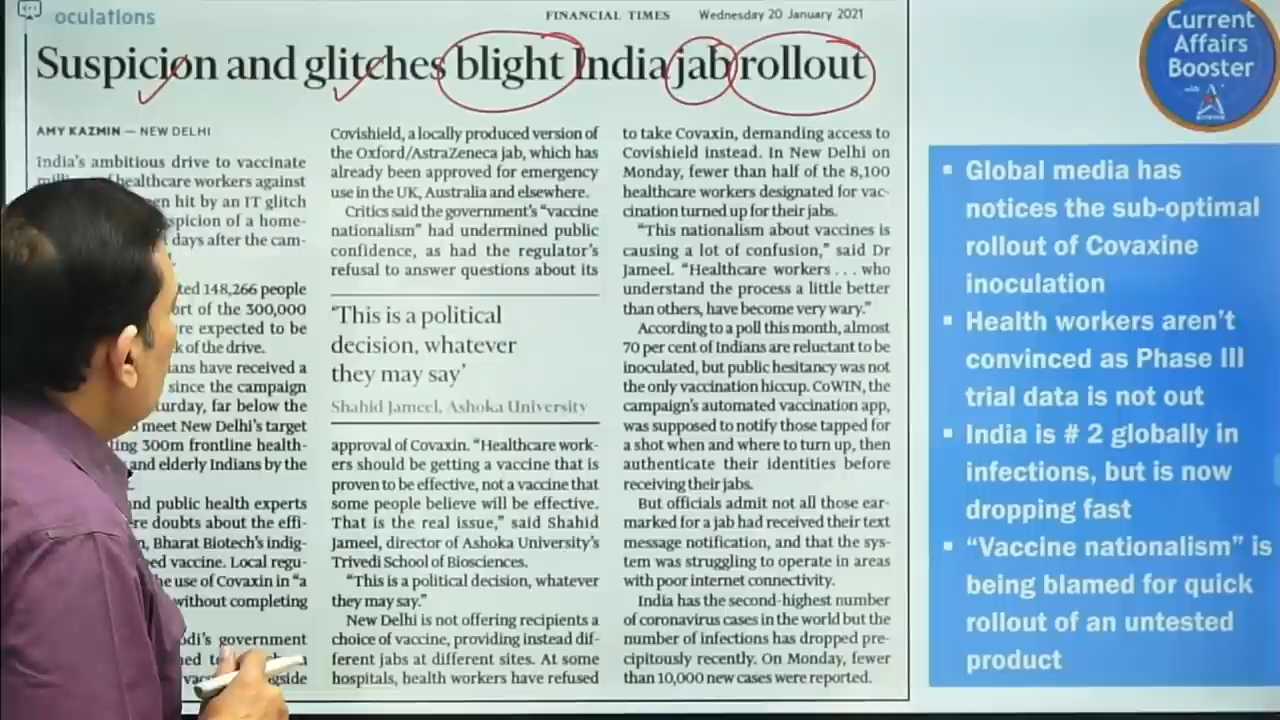 oculations
FINANCIAL TIMES Wednesday 20 January 2021
Suspicion and glitches blight India jab rollout
AMY KAZMIN — NEW DELHI
India's ambitious drive to vaccinate
healthcare workers against
hit by an IT glitch
spicion of a home-
days after the cam-
ted 148,266 people
ort of the 300,000
re expected to be
k of the drive.
ans have received a
since the campaign
turday, far below the
meet New Delhi's target
ing 300m frontline health-
and elderly Indians by the
nd public health experts
re doubts about the effi-
Bharat Biotech's indig-
ed vaccine. Local regu-
he use of Covaxin in "a
without completing
di's government
Covishield, a locally produced version of
the Oxford/AstraZeneca jab, which has
already been approved for emergency
use in the UK, Australia and elsewhere.
Critics said the government's "vaccine
nationalism" had undermined public
confidence, as had the regulator's
refusal to answer questions about its
'This is a political
decision, whatever
they may say'
Shahid Jameel, Ashoka University
approval of Covaxin. "Healthcare work-
ers should be getting a vaccine that is
proven to be effective, not a vaccine that
some people believe will be effective.
That is the real issue," said Shahid
Jameel, director of Ashoka University's
Trivedi School of Biosciences.
"This is a political decision, whatever
they may say."
New Delhi is not offering recipients a
choice of vaccine, providing instead dif-
ferent jabs at different sites. At some
hospitals, health workers have refused
to take Covaxin, demanding access to
Covishield instead. In New Delhi on
Monday, fewer than half of the 8,100
healthcare workers designated for vac-
cination turned up for their jabs.
"This nationalism about vaccines is
causing a lot of confusion," said Dr
Jameel. "Healthcare workers . . . who
understand the process a little better
than others, have become very wary."
According to a poll this month, almost
70 per cent of Indians are reluctant to be
inoculated, but public hesitancy was not
the only vaccination hiccup. CoWIN, the
campaign's automated vaccination app,
was supposed to notify those tapped for
a shot when and where to turn up, then
authenticate their identities before
receiving their jabs.
But officials admit not all those ear-
marked for a jab had received their text
message notification, and that the sys-
tem was struggling to operate in areas
with poor internet connectivity.
India has the second-highest number
of coronavirus cases in the world but the
number of infections has dropped pre-
cipitously recently. On Monday, fewer
than 10,000 new cases were reported.
Current
Affairs
Booster
▪ Global media has
notices the sub-optimal
rollout of Covaxine
inoculation
▪ Health workers aren't
convinced as Phase III
trial data is not out
▪ India is # 2 globally in
infections, but is now
dropping fast
▪ "Vaccine nationalism" is
being blamed for quick
rollout of an untested
product